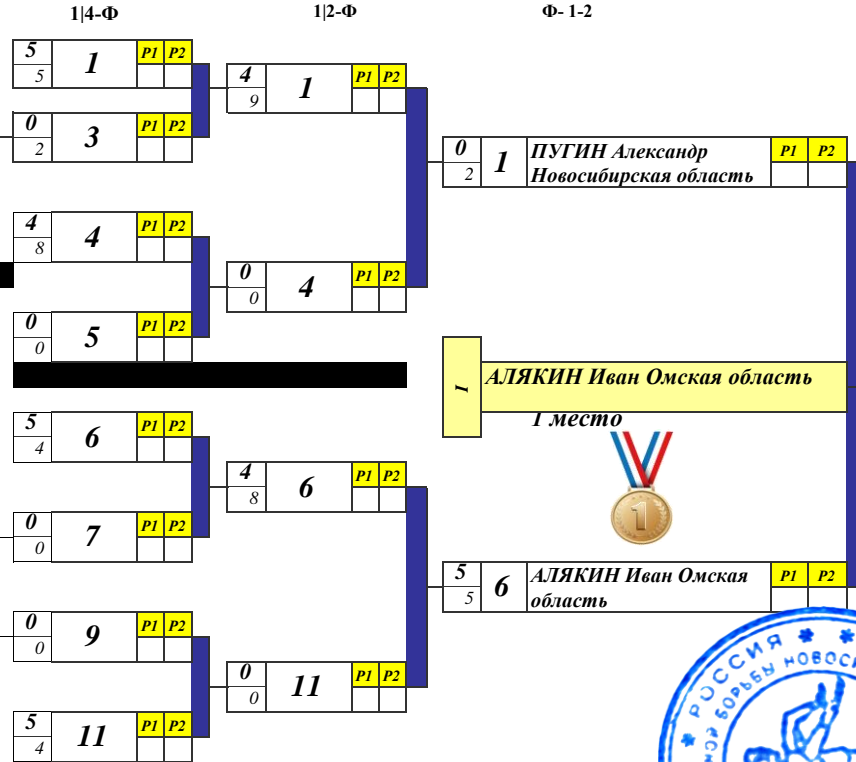 1|4-Ф 1|2-Ф Ф- 1-2
5 1 P1 P2
5
4 1 P1 P2
9
0 3 P1 P2
2
0 1 ПУГИН Александр P1 P2
2 Новосибирская область
4 4 P1 P2
8
0 4 P1 P2
0
0 5 P1 P2
0
I АЛЯКИН Иван Омская область
1 место
1
5 6 P1 P2
4
4 6 P1 P2
8
0 7 P1 P2
0
5 6 АЛЯКИН Иван Омская P1 P2
5 область
0 9 P1 P2
0
0 11 P1 P2
0
5 11 P1 P2
4
РОССИЯ
БОРЬБЫ